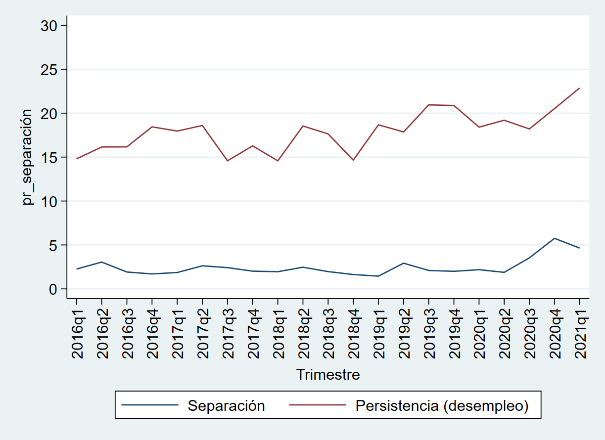 30
25
20
15
10
5
0
pr_separación
2016q1
2016q2
2016q3
2016q4
2017q1
2017q2
2017q3
2017q4
2018q1
2018q2
2018q3
2018q4
2019q1
2019q2
2019q3
2019q4
2020q1
2020q2
2020q3
2020q4
2021q1
Trimestre
Separación
Persistencia (desempleo)